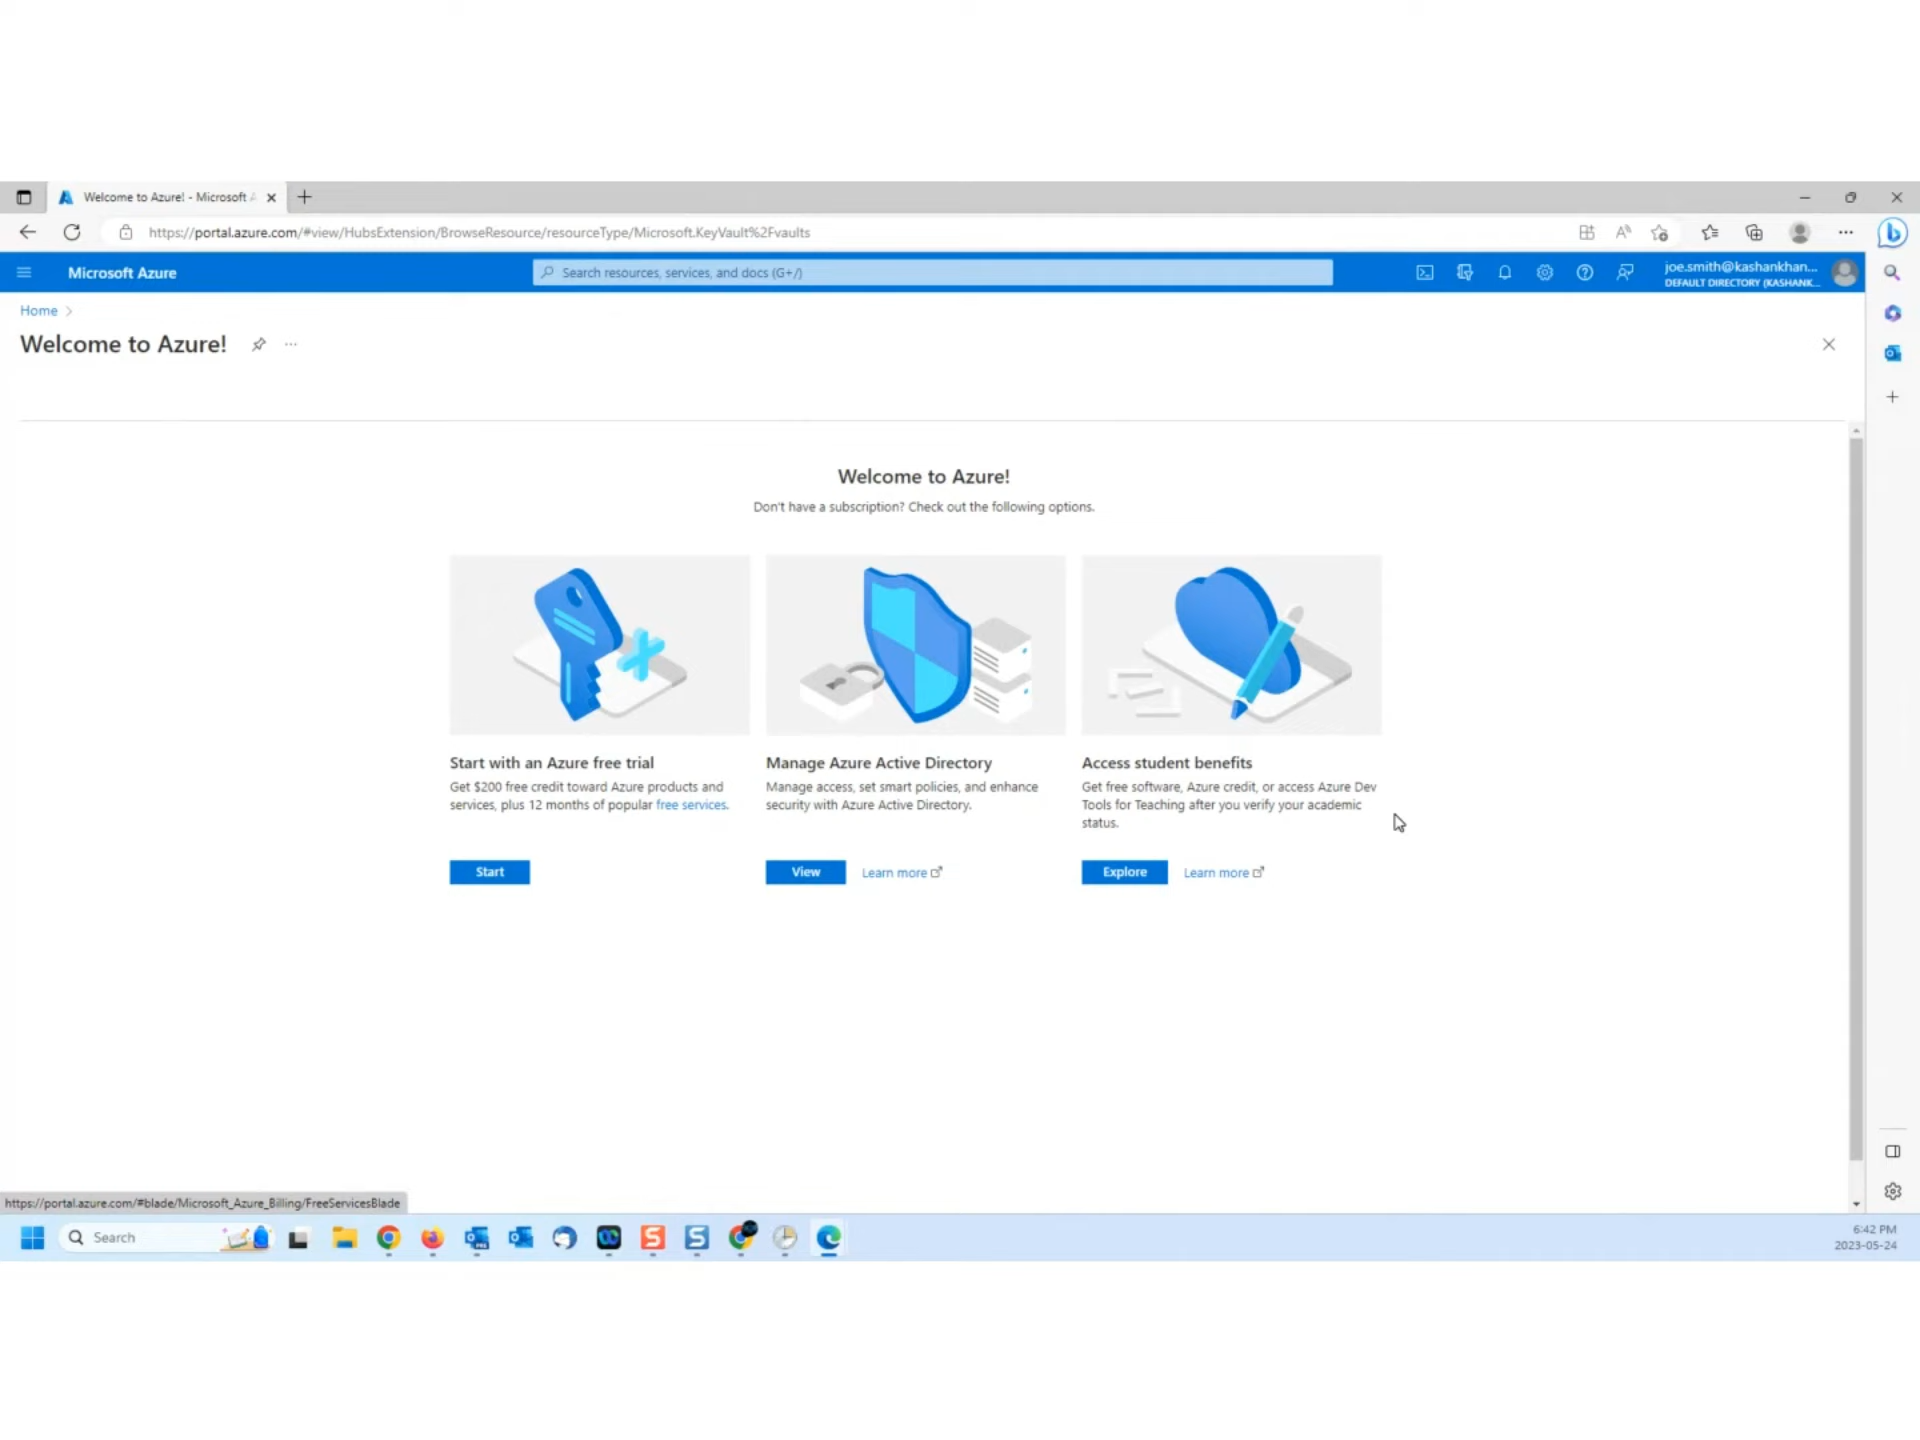 Welcome to Azure! - Microsoft A
https://portal.azure.com/#view/HubsExtension/BrowseResource/resourceType/Microsoft.KeyVault%2Fvaults
Microsoft Azure
Search resources, services, and docs (G+/)
joe.smith@kashankhan...
DEFAULT DIRECTORY (KASHANK...
Home >
Welcome to Azure!
Welcome to Azure!
Don't have a subscription? Check out the following options.
Start with an Azure free trial
Get $200 free credit toward Azure products and
services, plus 12 months of popular free services.
Start
Manage Azure Active Directory
Manage access, set smart policies, and enhance
security with Azure Active Directory.
View
Learn more
Access student benefits
Get free software, Azure credit, or access Azure Dev
Tools for Teaching after you verify your academic
status.
Explore
Learn more
https://portal.azure.com/#blade/Microsoft_Azure_Billing/FreeServicesBlade
Search
6:42 PM
2023-05-24